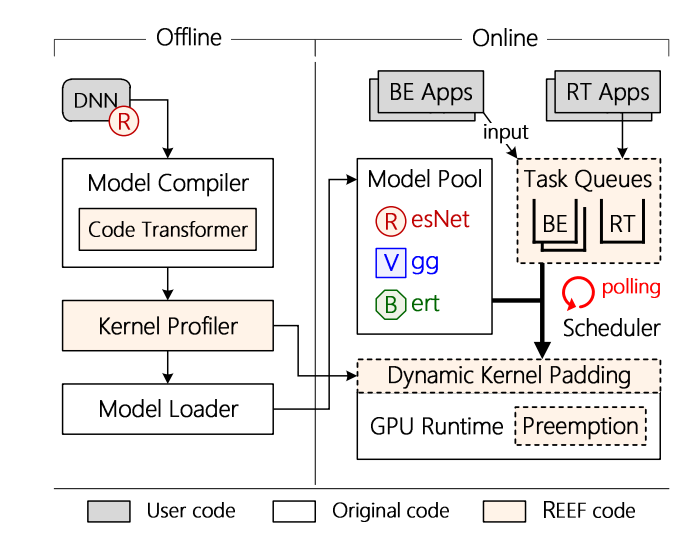 Offline
Online
DNN
R
BE Apps
RT Apps
input
Model Compiler
Code Transformer
Model Pool
R esNet
V gg
B ert
Task Queues
BE
RT
polling
Scheduler
Kernel Profiler
Dynamic Kernel Padding
Model Loader
GPU Runtime
Preemption
User code
Original code
REEF code